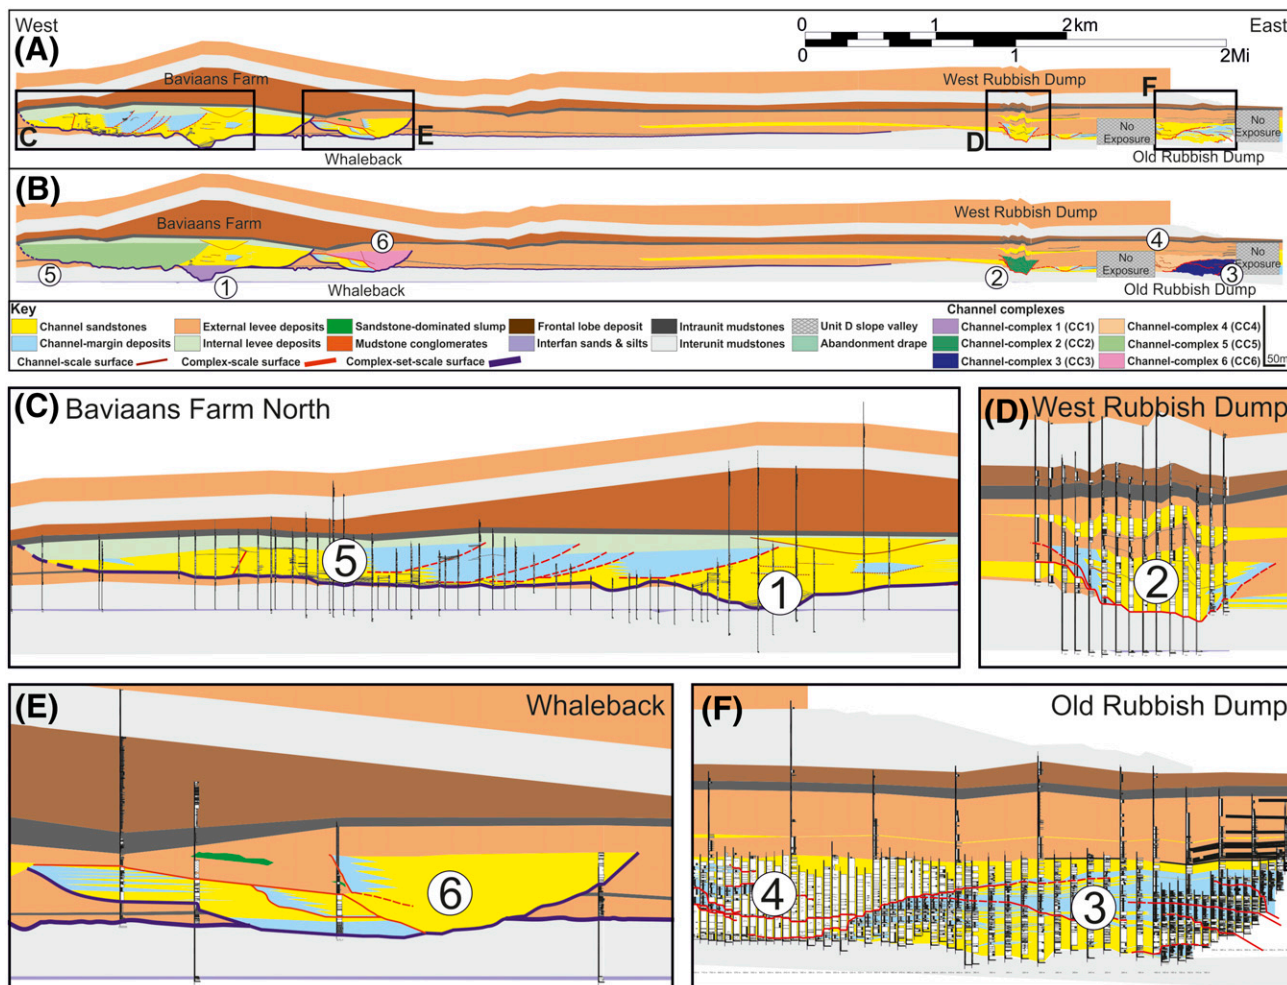 West
East
(A)
0 1 2km
0 1 2Mi
Baviaans Farm
West Rubbish Dump
F
No
Exposure
No
Exposure
C
E
D
Whaleback
Old Rubbish Dump
(B)
Baviaans Farm
West Rubbish Dump
6
4
5
1
2
3
No
Exposure
No
Exposure
Whaleback
Old Rubbish Dump
Key
Channel sandstones
External levee deposits
Sandstone-dominated slump
Frontal lobe deposit
Intraunit mudstones
Unit D slope valley
Channel-margin deposits
Internal levee deposits
Mudstone conglomerates
Interfan sands & silts
Interunit mudstones
Abandonment drape
Channel-scale surface
Complex-scale surface
Complex-set-scale surface
Channel complexes
Channel-complex 1 (CC1)
Channel-complex 4 (CC4)
Channel-complex 2 (CC2)
Channel-complex 5 (CC5)
Channel-complex 3 (CC3)
Channel-complex 6 (CC6)
50m
(C) Baviaans Farm North
5
1
(D) West Rubbish Dump
2
(E)
Whaleback
6
(F)
Old Rubbish Dump
4
3